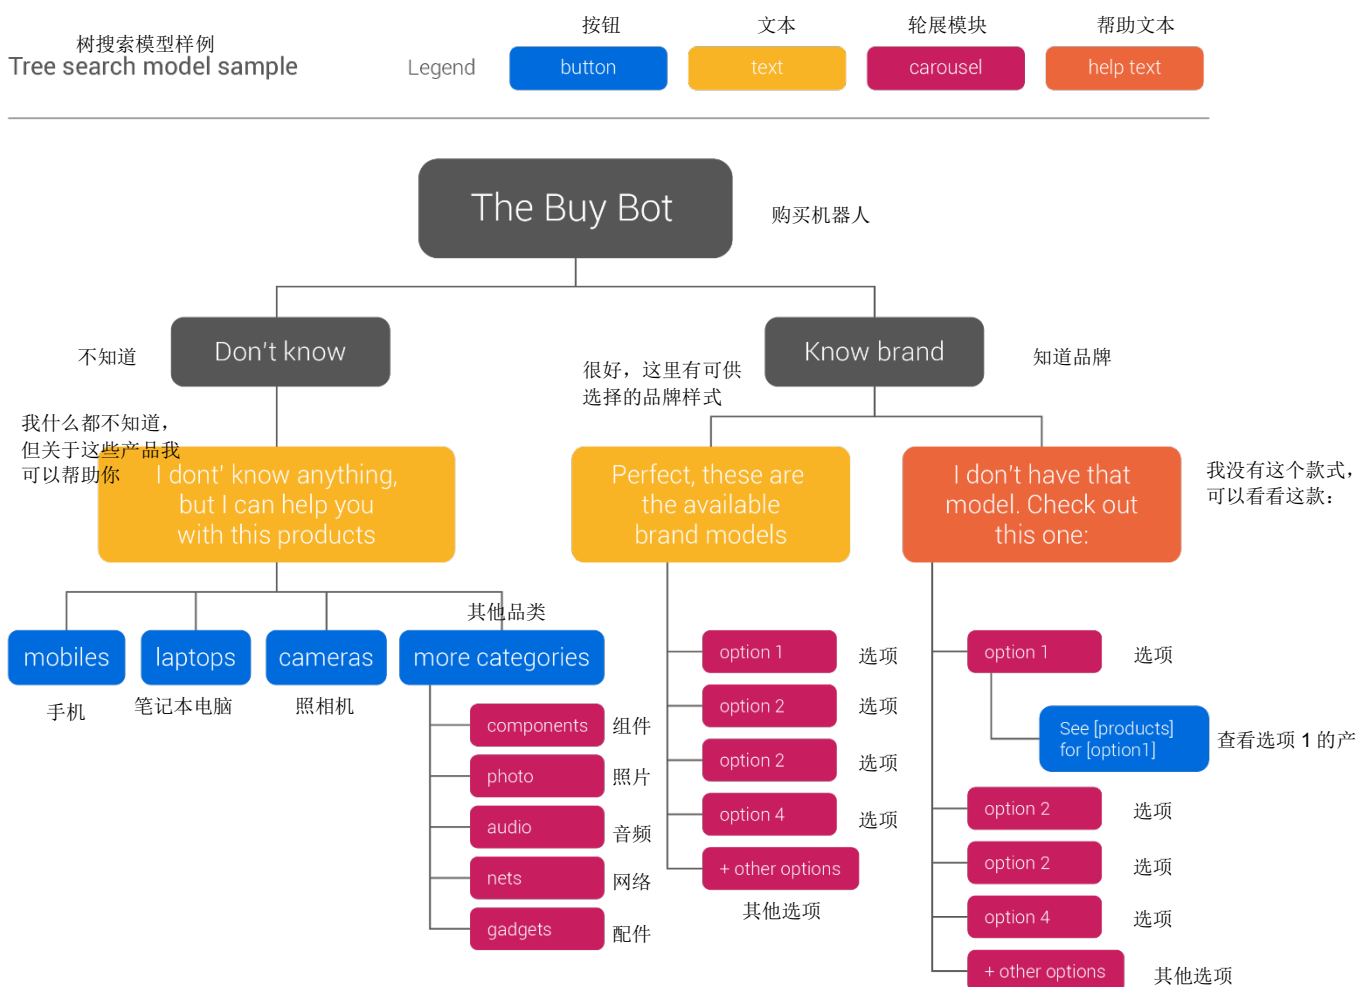 树搜索模型样例
Tree search model sample
Legend
按钮
button
文本
text
轮展模块
carousel
帮助文本
help text
The Buy Bot
购买机器人
不知道
Don't know
Know brand
知道品牌
我什么都不知道，
但关于这些产品我
可以帮助你
I dont' know anything,
but I can help you
with this products
很好，这里有可供
选择的品牌样式
Perfect, these are
the available
brand models
I don't have that
model. Check out
this one:
我没有这个款式，
可以看看这款：
其他品类
mobiles
laptops
cameras
more categories
手机
笔记本电脑
照相机
components
组件
photo
照片
audio
音频
nets
网络
gadgets
配件
option 1
选项
option 2
选项
option 2
选项
option 4
选项
+ other options
其他选项
option 1
选项
See [products]
for [option1]
查看选项 1 的产
option 2
选项
option 2
选项
option 4
选项
+ other options
其他选项